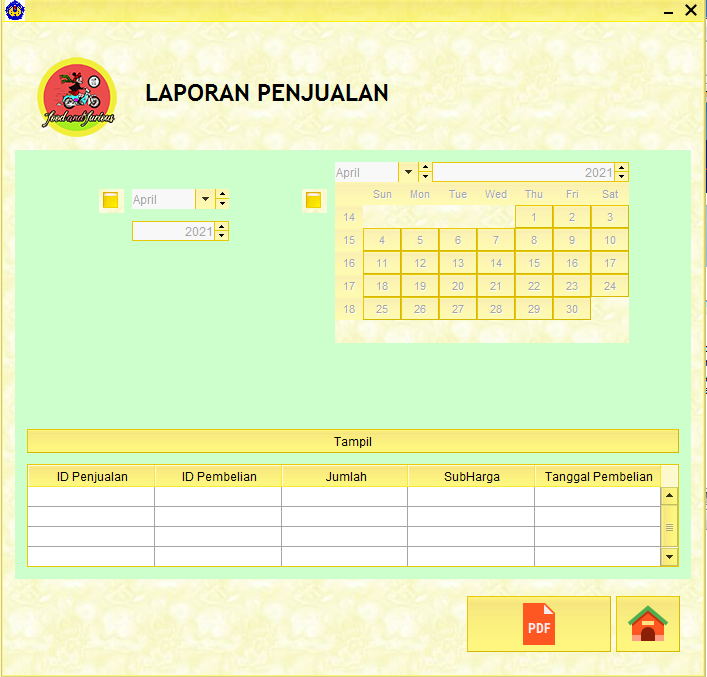 LAPORAN PENJUALAN
Food and Furious
April 2021
April
2021
Sun Mon Tue Wed Thu Fri Sat
14 1 2 3
15 4 5 6 7 8 9 10
16 11 12 13 14 15 16 17
17 18 19 20 21 22 23 24
18 25 26 27 28 29 30
Tampil
ID Penjualan ID Pembelian Jumlah SubHarga Tanggal Pembelian
PDF